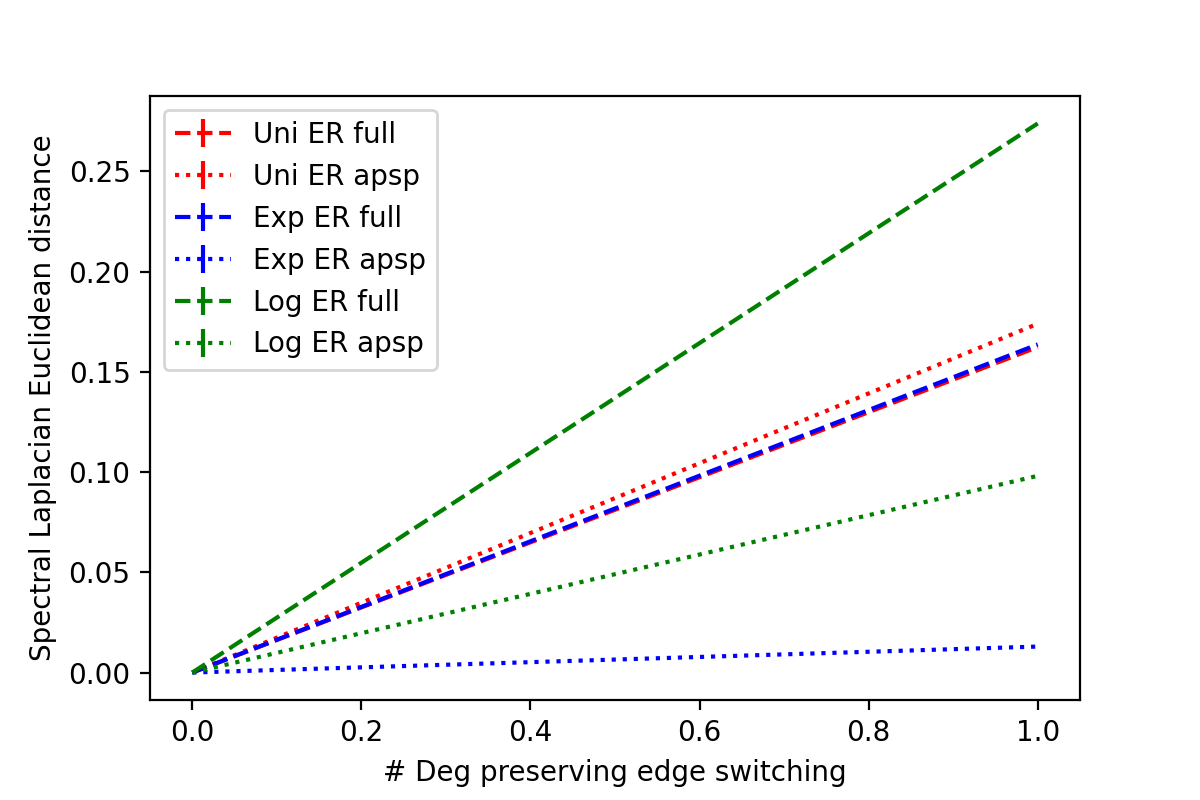 Uni ER full
Uni ER apsp
Exp ER full
Exp ER apsp
Log ER full
Log ER apsp
Spectral Laplacian Euclidean distance
0.25
0.20
0.15
0.10
0.05
0.00
0.0 0.2 0.4 0.6 0.8 1.0
# Deg preserving edge switching